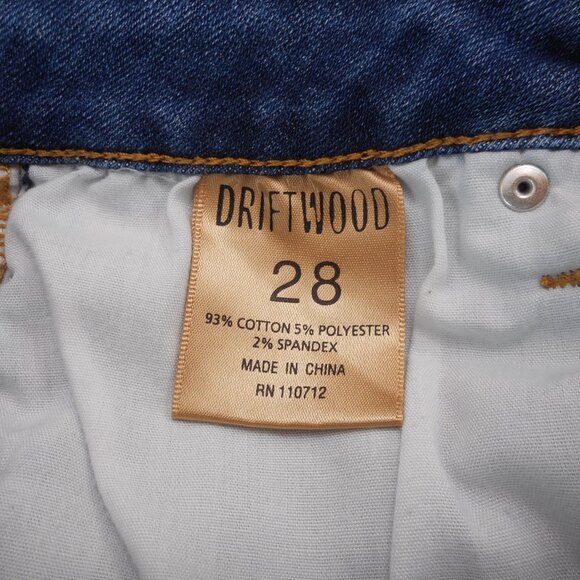 DRIFTWOOD
28
93% COTTON 5% POLYESTER
2% SPANDEX
MADE IN CHINA
RN 110712